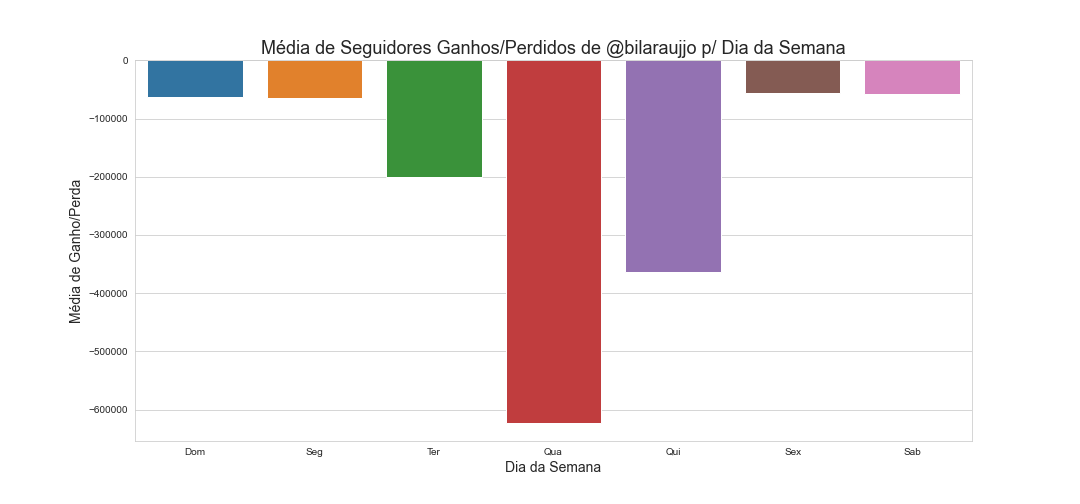 Média de Seguidores Ganhos/Perdidos de @bilaraujjo p/ Dia da Semana
Média de Ganho/Perda
0
−100000
−200000
−300000
−400000
−500000
−600000
Dom Seg Ter Qua Qui Sex Sab
Dia da Semana